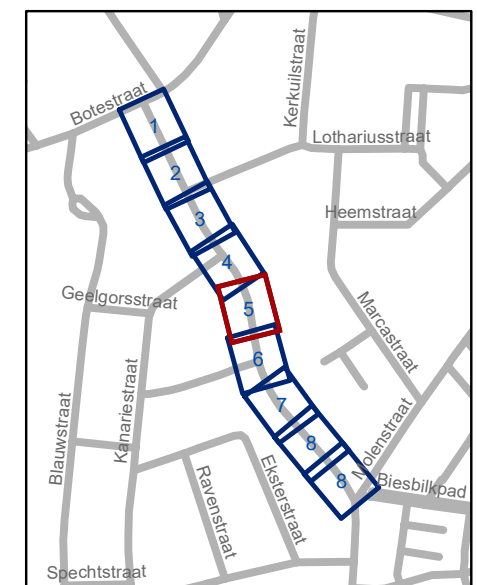 Kerkuilstraat
Botestraat
1
Lothariusstraat
2
Heemstraat
3
4
Geelgorsstraat
5
Marcastraat
6
Kanariestraat
Blauwstraat
7
Molenstraat
8
8
Biesbilkpad
Eksterstraat
Ravenstraat
Spechtstraat